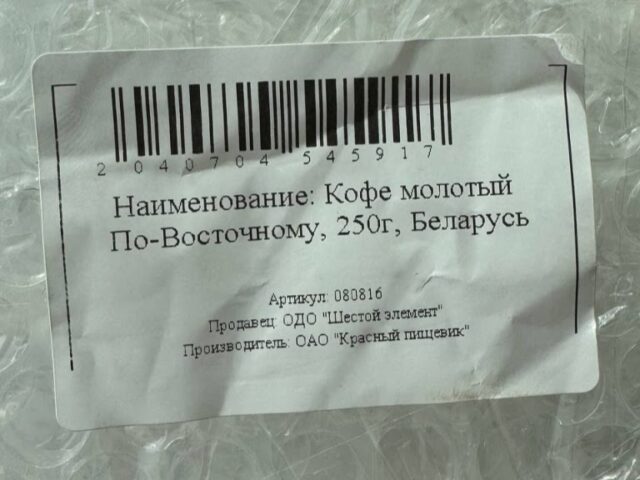 2 040704 545917
Наименование: Кофе молотый
По-Восточному, 250г, Беларусь
Артикул: 080816
Продавец: ОДО "Шестой элемент"
Производитель: ОАО "Красный пищевик"